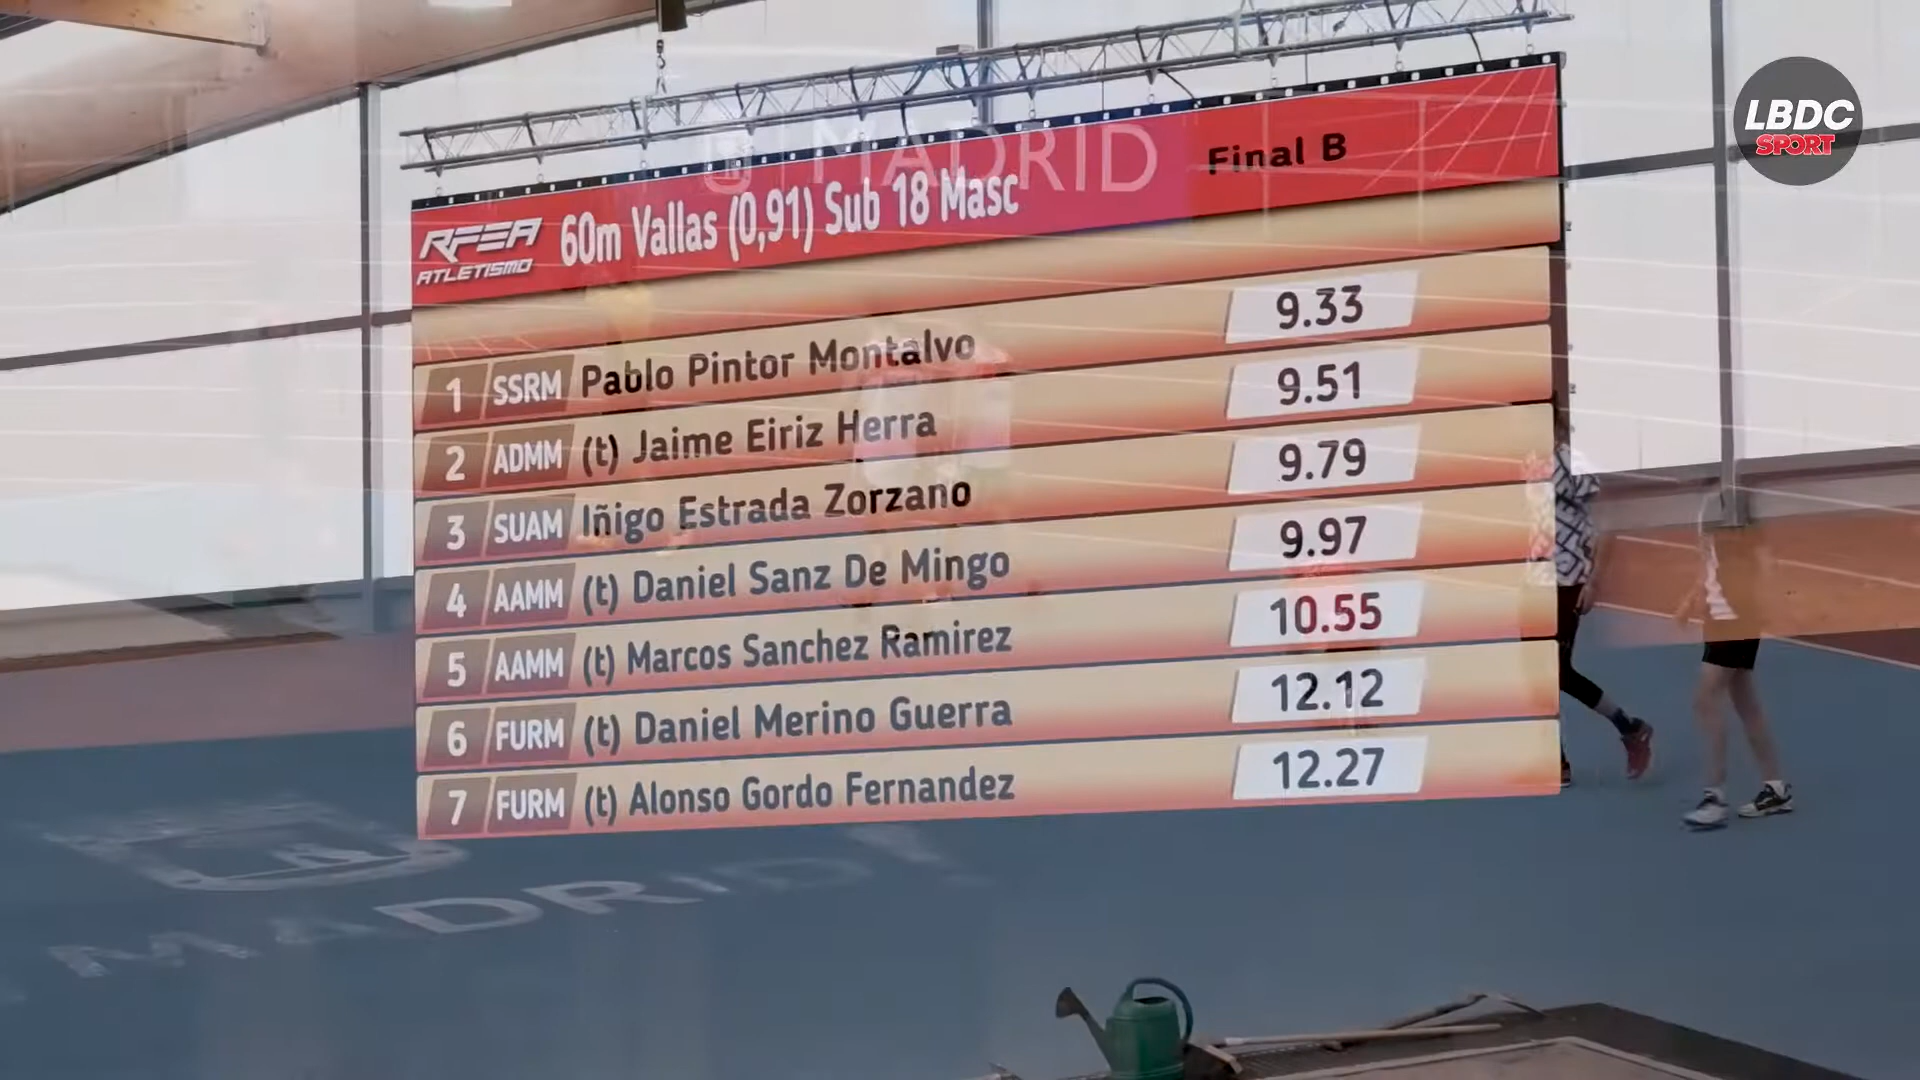 LBDC
SPORT
MADRID
Final B
RFEA
ATLETISMO
60m Vallas (0,91) Sub 18 Masc
1 SSRM Pablo Pintor Montalvo 9.33
2 ADMM (t) Jaime Eiriz Herra 9.51
3 SUAM Iñigo Estrada Zorzano 9.79
4 AAMM (t) Daniel Sanz De Mingo 9.97
5 AAMM (t) Marcos Sanchez Ramirez 10.55
6 FURM (t) Daniel Merino Guerra 12.12
7 FURM (t) Alonso Gordo Fernandez 12.27
MADRID